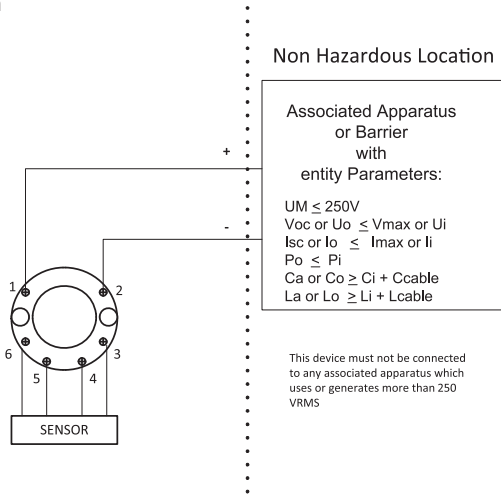 Non Hazardous Location
Associated Apparatus
or Barrier
with
entity Parameters:
UM ≤ 250V
Voc or Uo ≤ Vmax or Ui
Isc or Io ≤ Imax or Ii
Po ≤ Pi
Ca or Co ≥ Ci + Ccable
La or Lo ≥ Li + Lcable
This device must not be connected
to any associated apparatus which
uses or generates more than 250
VRMS
+
-
1
2
6
3
5
4
SENSOR